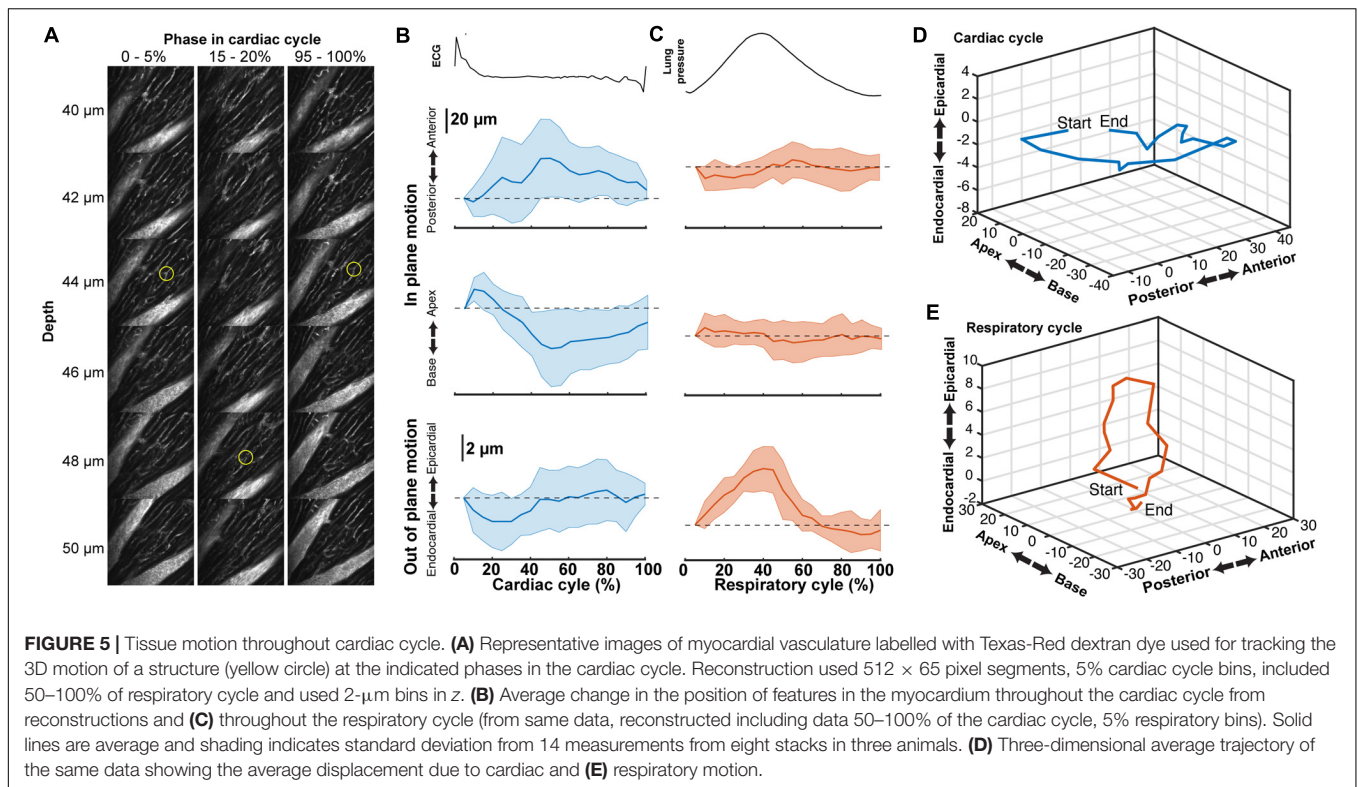 A
Phase in cardiac cycle
0 - 5% 15 - 20% 95 - 100%
Depth
40 µm
42 µm
44 µm
46 µm
48 µm
50 µm
B
ECG
20 µm
In plane motion
Posterior Anterior
Base Apex
Out of plane motion
2 µm
Endocardial Epicardial
0 20 40 60 80 100
Cardiac cyle (%)
C
Lung
pressure
0 20 40 60 80 100
Respiratory cyle (%)
D
Cardiac cycle
Endocardial Epicardial
4
2
0
-2
-4
-6
-8
Start End
20 10 0 -10 -20 -30 -40
Apex Base
-10 0 10 20 30 40
Posterior Anterior
E
Respiratory cycle
Endocardial Epicardial
10
8
6
4
2
0
-2
Start
End
30 20 10 0 -10 -20 -30
Apex Base
-30 -20 -10 0 10 20 30
Posterior Anterior
FIGURE 5 | Tissue motion throughout cardiac cycle. (A) Representative images of myocardial vasculature labelled with Texas-Red dextran dye used for tracking the
3D motion of a structure (yellow circle) at the indicated phases in the cardiac cycle. Reconstruction used 512 × 65 pixel segments, 5% cardiac cycle bins, included
50–100% of respiratory cycle and used 2-µm bins in z. (B) Average change in the position of features in the myocardium throughout the cardiac cycle from
reconstructions and (C) throughout the respiratory cycle (from same data, reconstructed including data 50–100% of the cardiac cycle, 5% respiratory bins). Solid
lines are average and shading indicates standard deviation from 14 measurements from eight stacks in three animals. (D) Three-dimensional average trajectory of
the same data showing the average displacement due to cardiac and (E) respiratory motion.